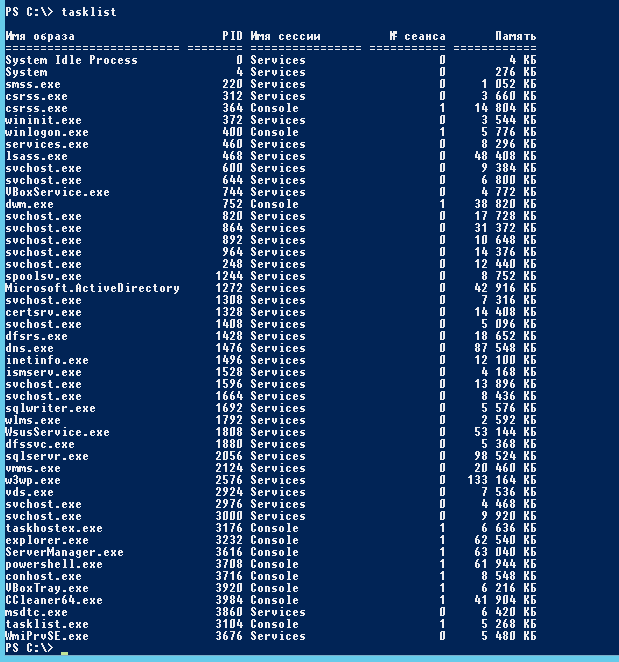 PS C:\> tasklist
Имя образа                     PID Имя сессии          № сеанса       Память
========================= ======== ================ =========== ============
System Idle Process              0 Services                   0         4 КБ
System                           4 Services                   0       276 КБ
smss.exe                       220 Services                   0     1 052 КБ
csrss.exe                      312 Services                   0     3 660 КБ
csrss.exe                      364 Console                    1    14 804 КБ
wininit.exe                    372 Services                   0     3 544 КБ
winlogon.exe                   400 Console                    1     5 776 КБ
services.exe                   460 Services                   0     8 296 КБ
lsass.exe                      468 Services                   0    48 408 КБ
svchost.exe                    600 Services                   0     9 384 КБ
svchost.exe                    644 Services                   0     6 800 КБ
VBoxService.exe                744 Services                   0     4 772 КБ
dwm.exe                        752 Console                    1    38 820 КБ
svchost.exe                    820 Services                   0    17 728 КБ
svchost.exe                    864 Services                   0    31 372 КБ
svchost.exe                    892 Services                   0    10 648 КБ
svchost.exe                    964 Services                   0    14 376 КБ
svchost.exe                    248 Services                   0    12 440 КБ
spoolsv.exe                   1244 Services                   0     8 752 КБ
Microsoft.ActiveDirectory     1272 Services                   0    42 916 КБ
svchost.exe                   1308 Services                   0     7 316 КБ
certsrv.exe                   1328 Services                   0    14 408 КБ
svchost.exe                   1408 Services                   0     5 096 КБ
dfsrs.exe                     1428 Services                   0    18 652 КБ
dns.exe                       1476 Services                   0    87 548 КБ
inetinfo.exe                  1496 Services                   0    12 100 КБ
ismserv.exe                   1528 Services                   0     4 168 КБ
svchost.exe                   1596 Services                   0    13 896 КБ
svchost.exe                   1664 Services                   0     8 436 КБ
sqlwriter.exe                 1692 Services                   0     5 576 КБ
wlms.exe                      1792 Services                   0     2 592 КБ
WsusService.exe               1808 Services                   0    53 144 КБ
dfssvc.exe                    1880 Services                   0     5 368 КБ
sqlservr.exe                  2056 Services                   0    98 524 КБ
vmms.exe                      2124 Services                   0    20 460 КБ
w3wp.exe                      2576 Services                   0   133 164 КБ
vds.exe                       2924 Services                   0     7 536 КБ
svchost.exe                   2976 Services                   0     4 468 КБ
svchost.exe                   3000 Services                   0     9 920 КБ
taskhostex.exe                3176 Console                    1     6 636 КБ
explorer.exe                  3232 Console                    1    62 540 КБ
ServerManager.exe             3616 Console                    1    63 040 КБ
powershell.exe                3708 Console                    1    61 944 КБ
conhost.exe                   3716 Console                    1     8 548 КБ
VBoxTray.exe                  3920 Console                    1     6 216 КБ
CCleaner64.exe                3984 Console                    1    41 904 КБ
msdtc.exe                     3860 Services                   0     6 420 КБ
tasklist.exe                  3104 Console                    1     5 268 КБ
WmiPrvSE.exe                  3676 Services                   0     5 480 КБ
PS C:\> _